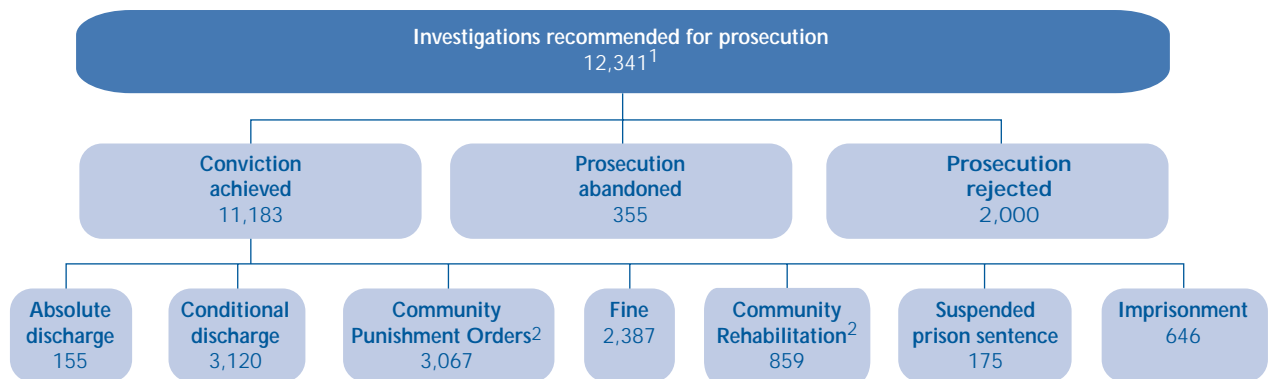 Investigations recommended for prosecution
12,341¹
Conviction
achieved
11,183
Prosecution
abandoned
355
Prosecution
rejected
2,000
Absolute
discharge
155
Conditional
discharge
3,120
Community
Punishment Orders²
3,067
Fine
2,387
Community
Rehabilitation²
859
Suspended
prison sentence
175
Imprisonment
646